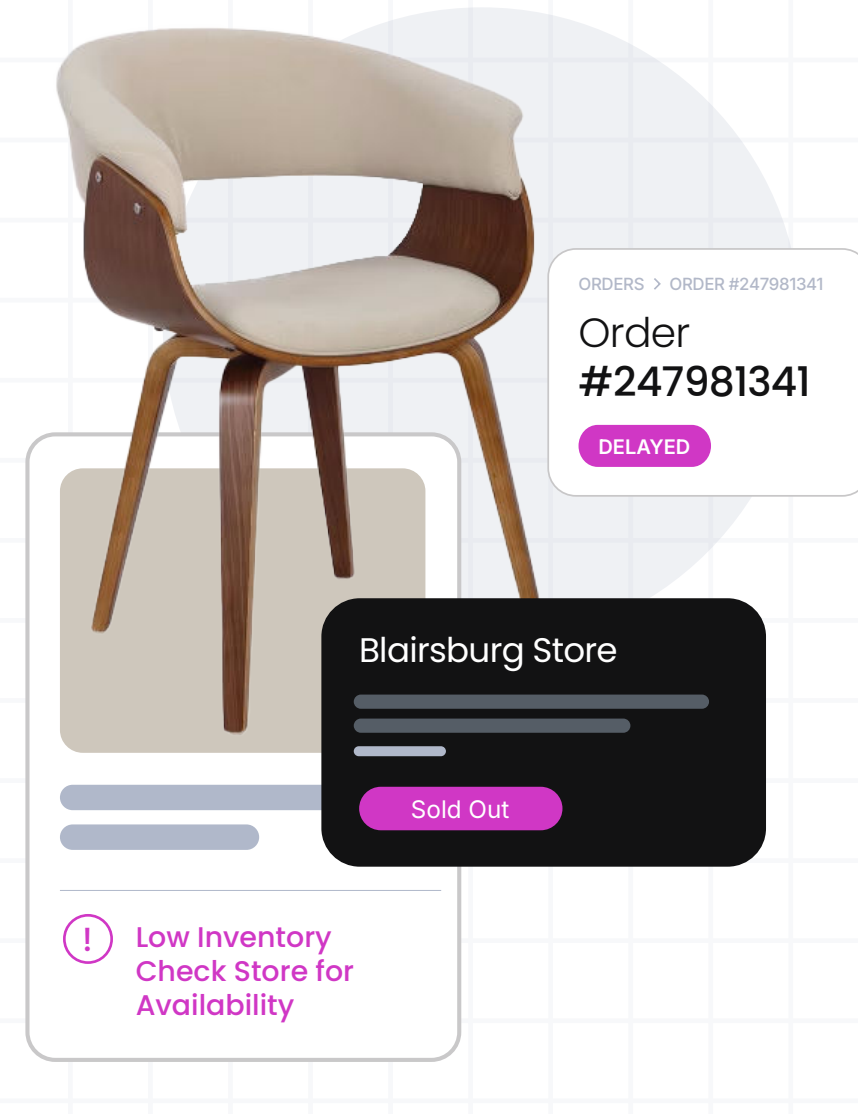 ORDERS > ORDER #247981341
Order
#247981341
DELAYED
Blairsburg Store
Sold Out
! Low Inventory
Check Store for
Availability